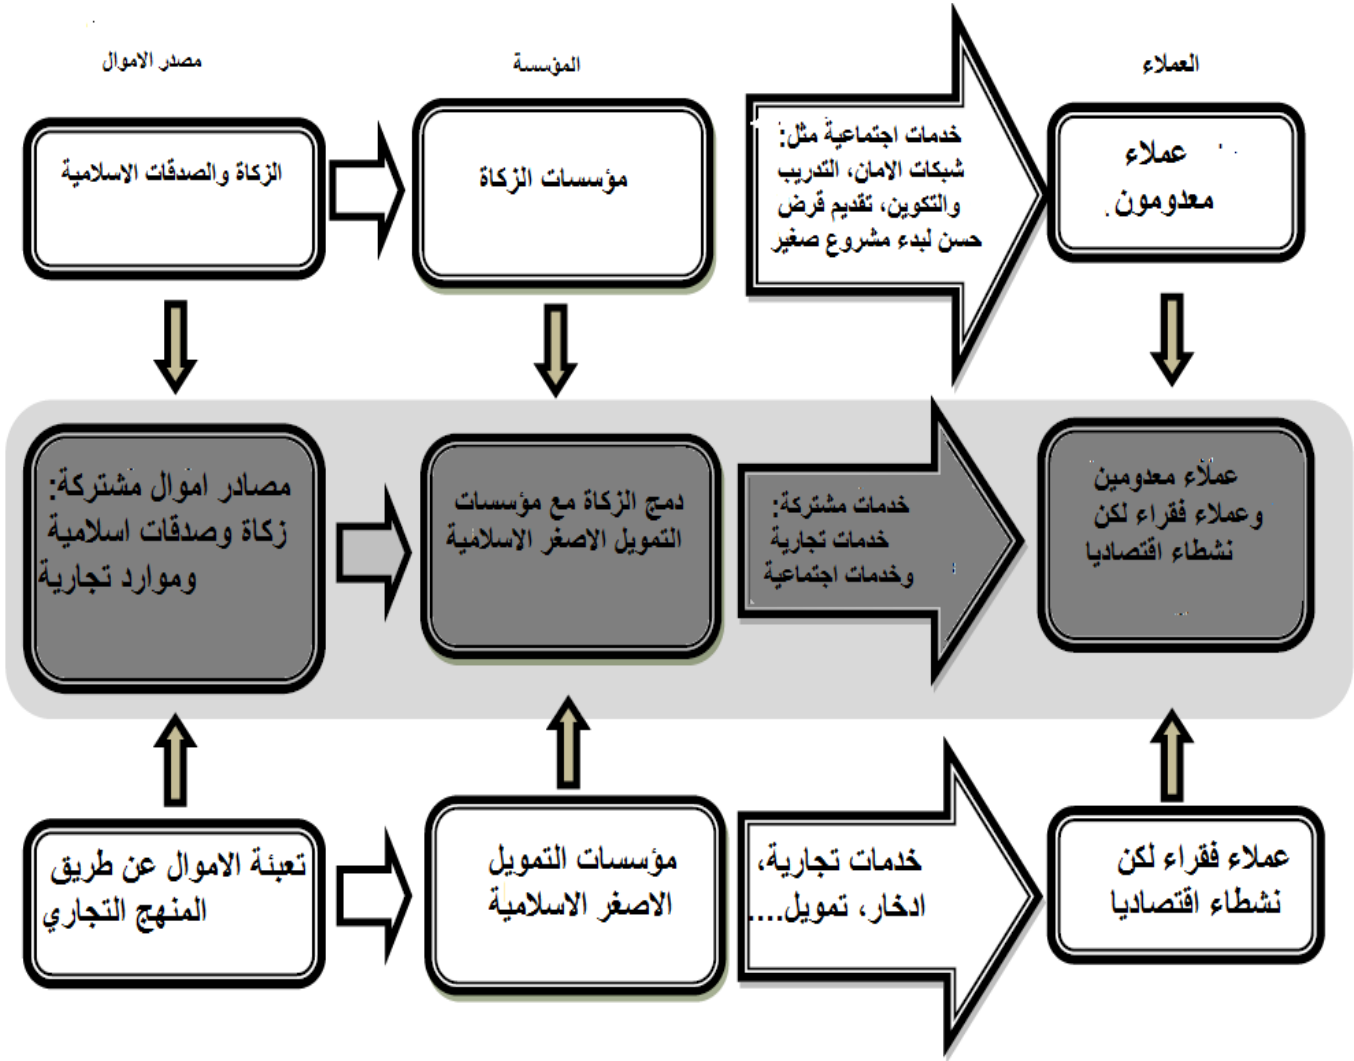 مصدر الاموال
المؤسسة
العملاء
الزكاة والصدقات الاسلامية
مؤسسات الزكاة
خدمات اجتماعية مثل:
شبكات الامان، التدريب
والتكوين، تقديم قرض
حسن لبدء مشروع صغير
عملاء
معدومون
مصادر اموال مشتركة:
زكاة وصدقات اسلامية
وموارد تجارية
دمج الزكاة مع مؤسسات
التمويل الاصغر الاسلامية
خدمات مشتركة:
خدمات تجارية
وخدمات اجتماعية
عملاء معدومين
وعملاء فقراء لكن
نشطاء اقتصاديا
تعبئة الاموال عن طريق
المنهج التجاري
مؤسسات التمويل
الاصغر الاسلامية
خدمات تجارية،
ادخار، تمويل....
عملاء فقراء لكن
نشطاء اقتصاديا